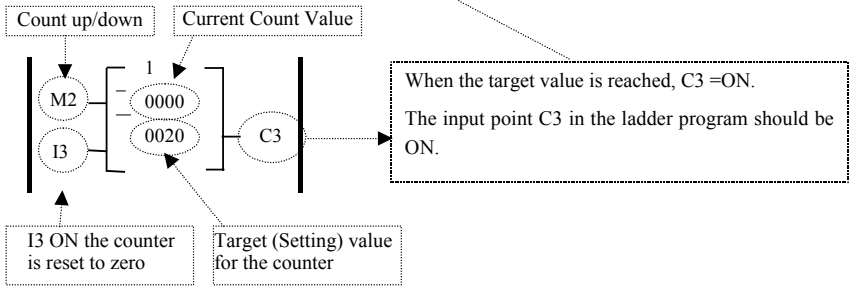 Count up/down
Current Count Value
1
M2
0000
0020
I3
C3
When the target value is reached, C3 =ON.
The input point C3 in the ladder program should be
ON.
I3 ON the counter
is reset to zero
Target (Setting) value
for the counter